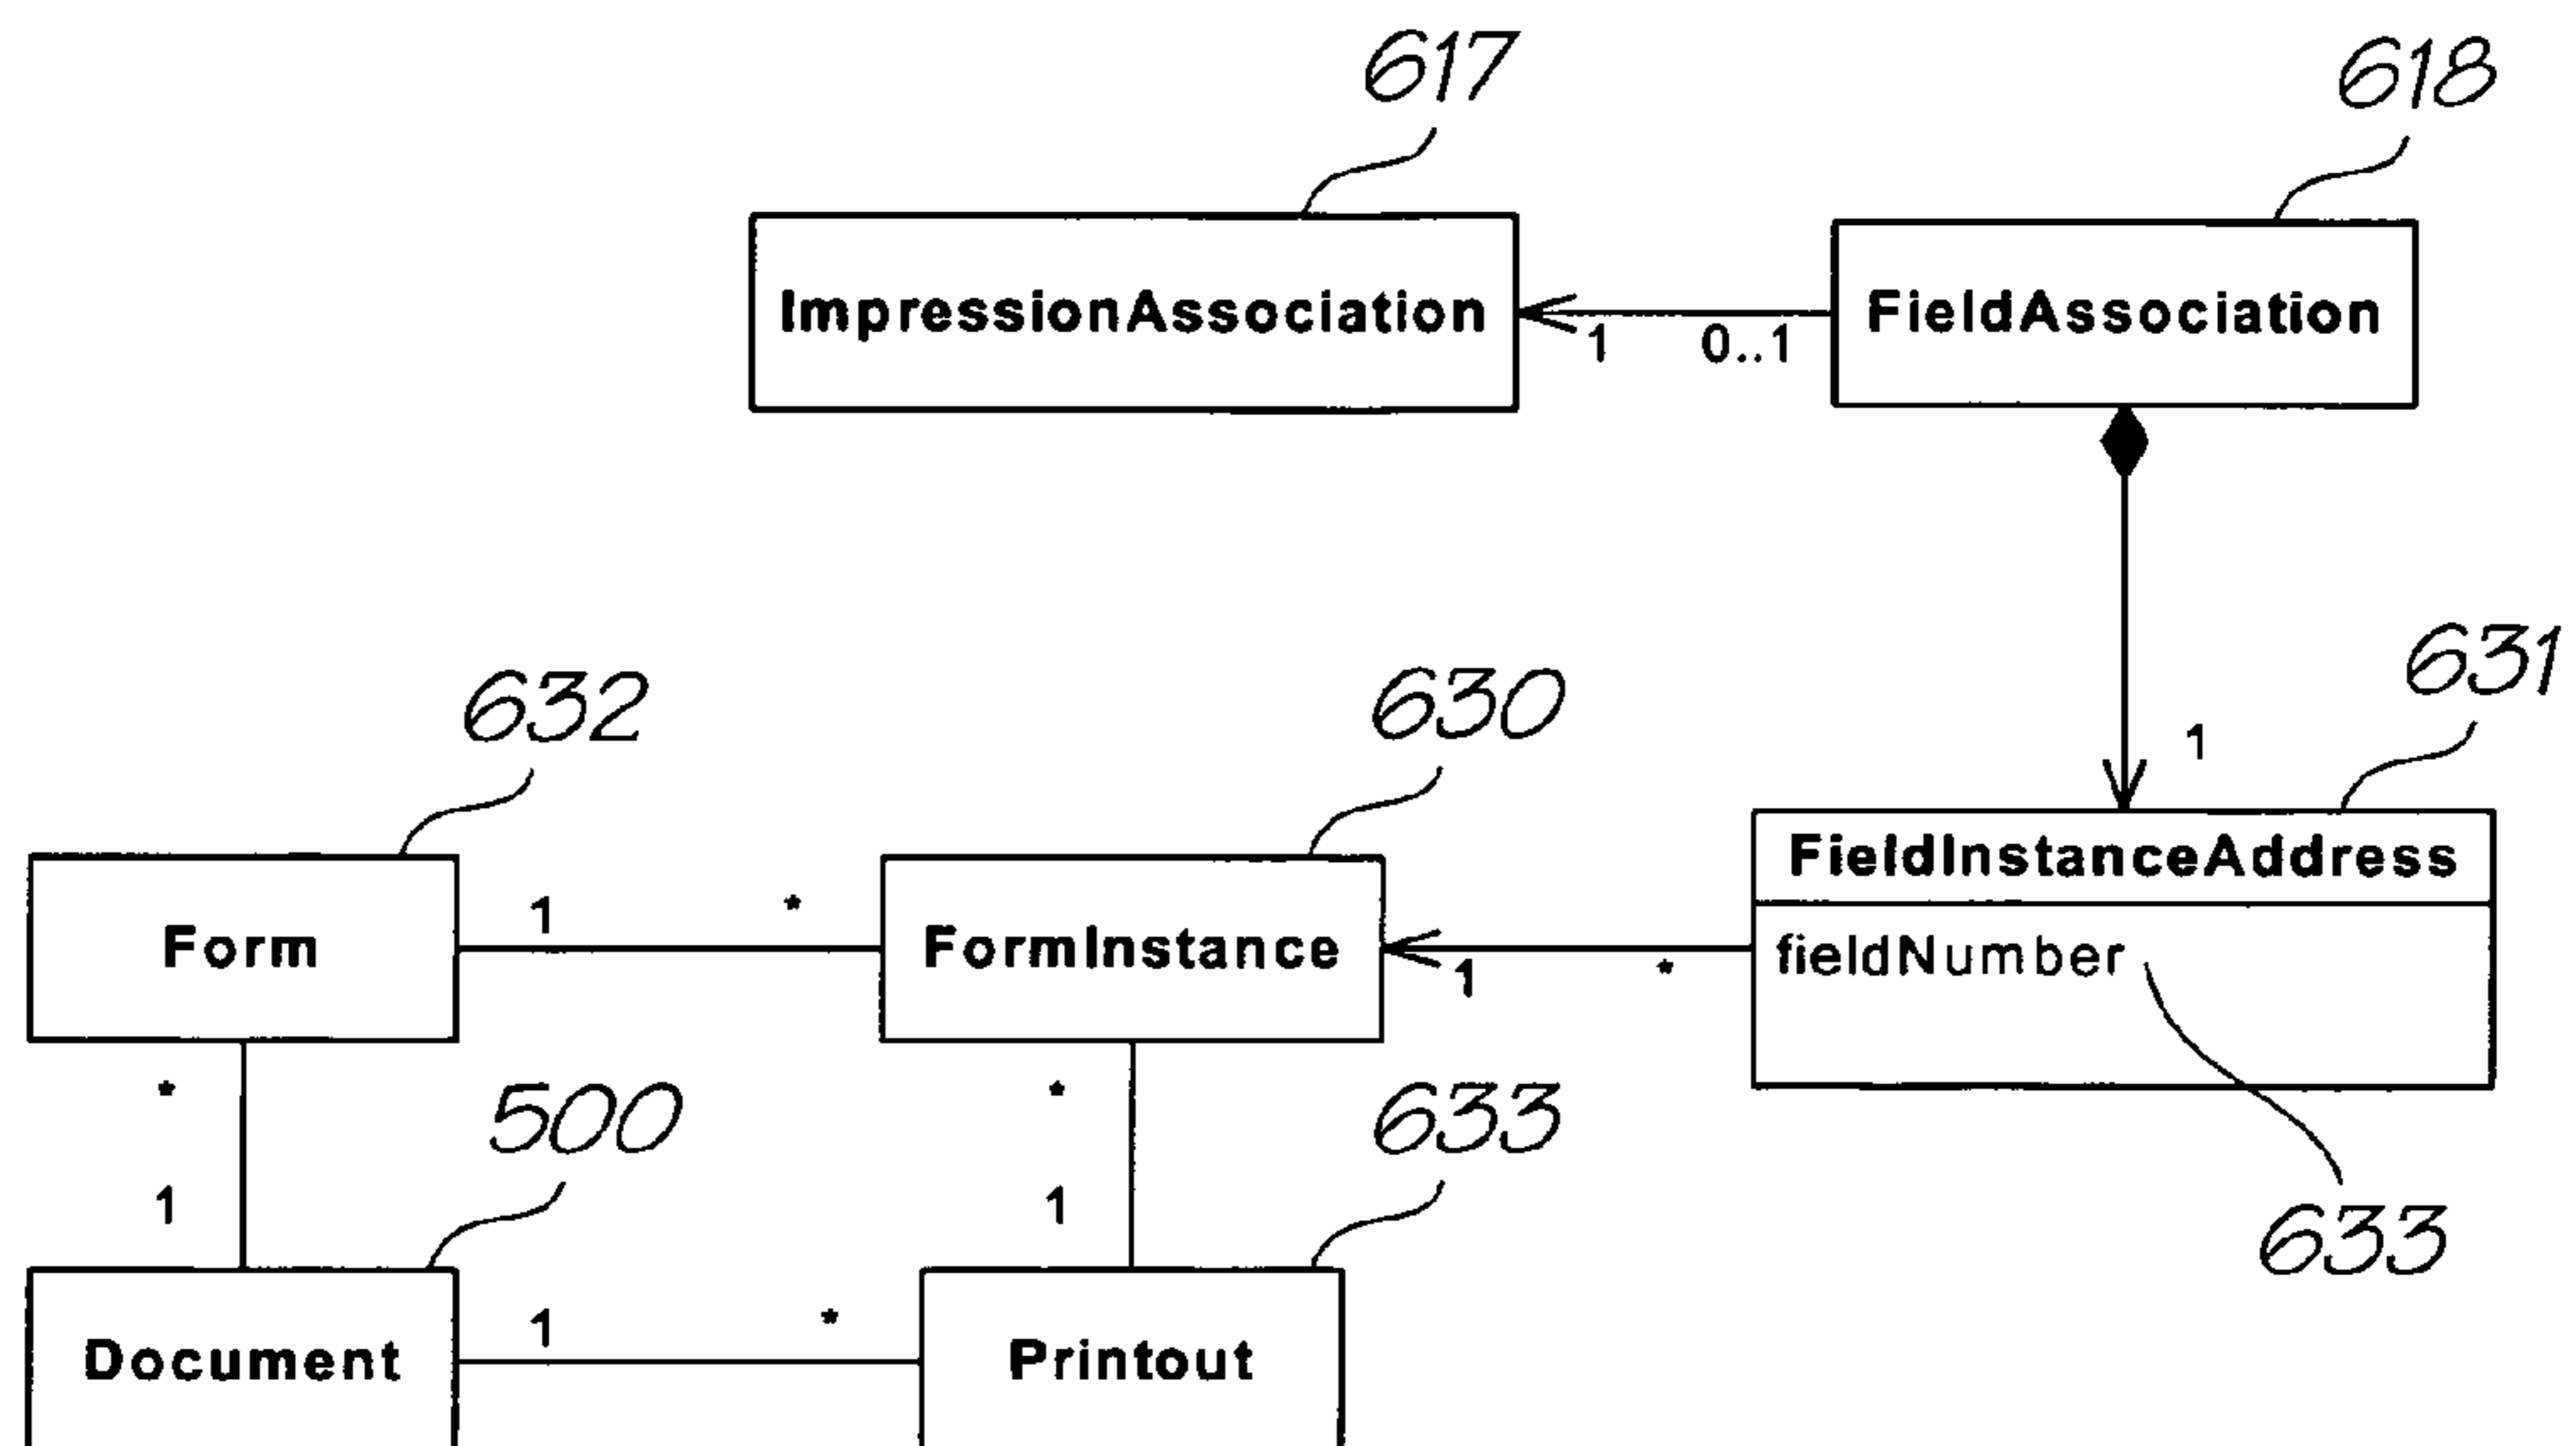 617
618
ImpressionAssociation
1
0..1
FieldAssociation
1
632
630
631
Form
1
*
FormInstance
1
*
FieldInstanceAddress
fieldNumber
*
1
500
*
1
633
633
Document
1
*
Printout